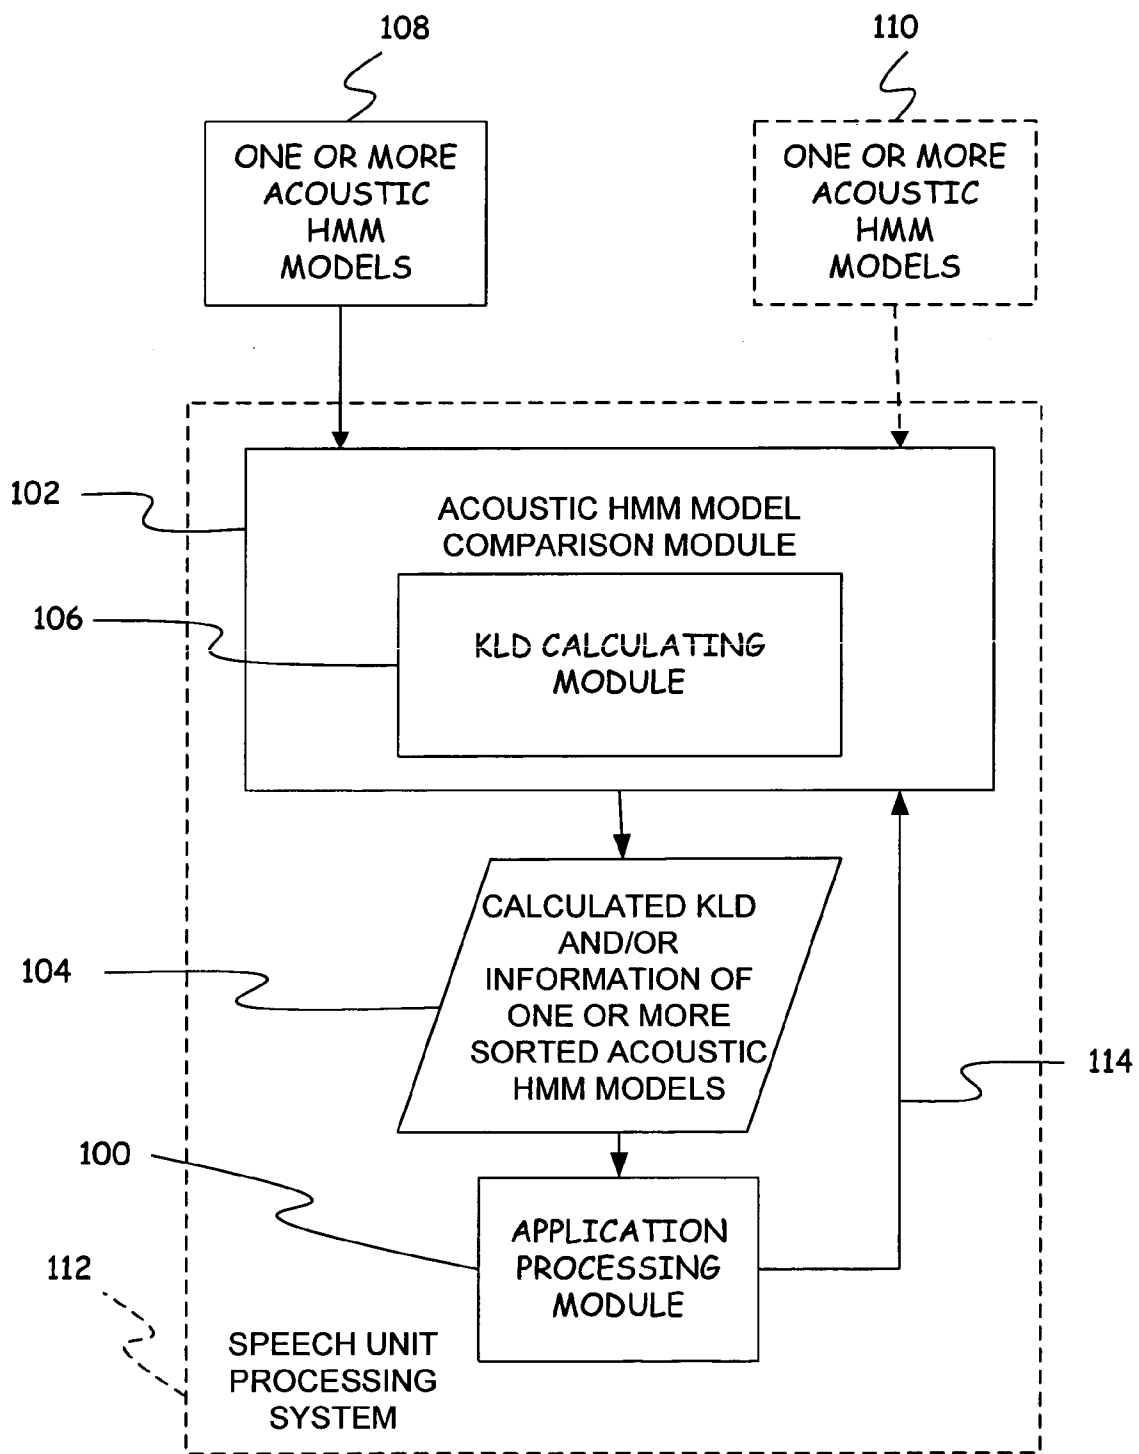 108
110
ONE OR MORE
ACOUSTIC
HMM
MODELS
ONE OR MORE
ACOUSTIC
HMM
MODELS
102
ACOUSTIC HMM MODEL
COMPARISON MODULE
106
KLD CALCULATING
MODULE
CALCULATED KLD
AND/OR
INFORMATION OF
ONE OR MORE
SORTED ACOUSTIC
HMM MODELS
104
114
100
APPLICATION
PROCESSING
MODULE
112
SPEECH UNIT
PROCESSING
SYSTEM